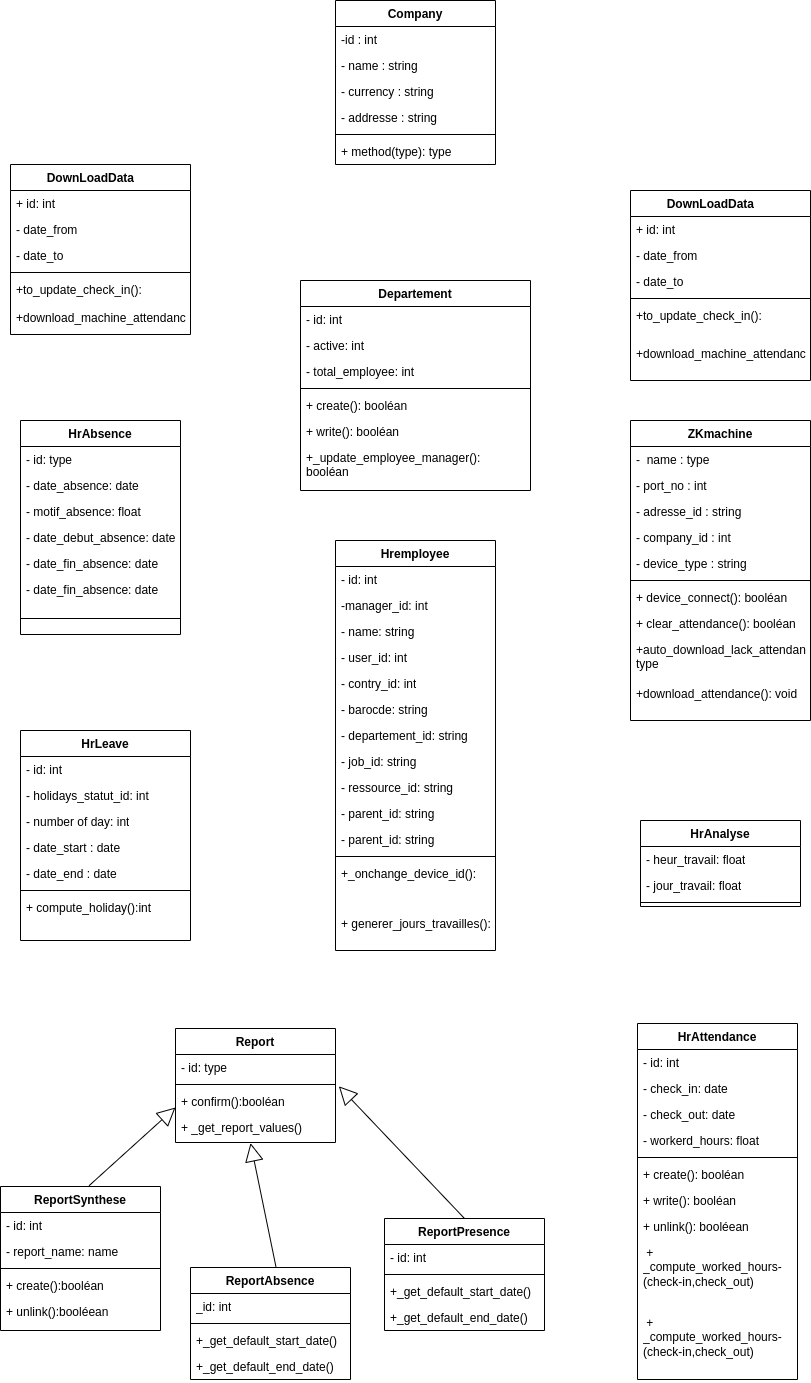 Company
-id : int
- name : string
- currency : string
- addresse : string
+ method(type): type
DownLoadData
+ id: int
- date_from
- date_to
+to_update_check_in():
+download_machine_attendanc
DownLoadData
+ id: int
- date_from
- date_to
+to_update_check_in():
+download_machine_attendanc
Departement
- id: int
- active: int
- total_employee: int
+ create(): booléan
+ write(): booléan
+_update_employee_manager():
booléan
HrAbsence
- id: type
- date_absence: date
- motif_absence: float
- date_debut_absence: date
- date_fin_absence: date
- date_fin_absence: date
ZKmachine
-  name : type
- port_no : int
- adresse_id : string
- company_id : int
- device_type : string
+ device_connect(): booléan
+ clear_attendance(): booléan
+auto_download_lack_attendan
type
+download_attendance(): void
Hremployee
- id: int
-manager_id: int
- name: string
- user_id: int
- contry_id: int
- barocde: string
- departement_id: string
- job_id: string
- ressource_id: string
- parent_id: string
- parent_id: string
+_onchange_device_id():
+ generer_jours_travailles():
HrLeave
- id: int
- holidays_statut_id: int
- number of day: int
- date_start : date
- date_end : date
+ compute_holiday():int
HrAnalyse
- heur_travail: float
- jour_travail: float
Report
- id: type
+ confirm():booléan
+ _get_report_values()
HrAttendance
- id: int
- check_in: date
- check_out: date
- workerd_hours: float
+ create(): booléan
+ write(): booléan
+ unlink(): booléean
+
_compute_worked_hours-
(check-in,check_out)
+
_compute_worked_hours-
(check-in,check_out)
ReportSynthese
- id: int
- report_name: name
+ create():booléan
+ unlink():booléean
ReportAbsence
_id: int
+_get_default_start_date()
+_get_default_end_date()
ReportPresence
- id: int
+_get_default_start_date()
+_get_default_end_date()